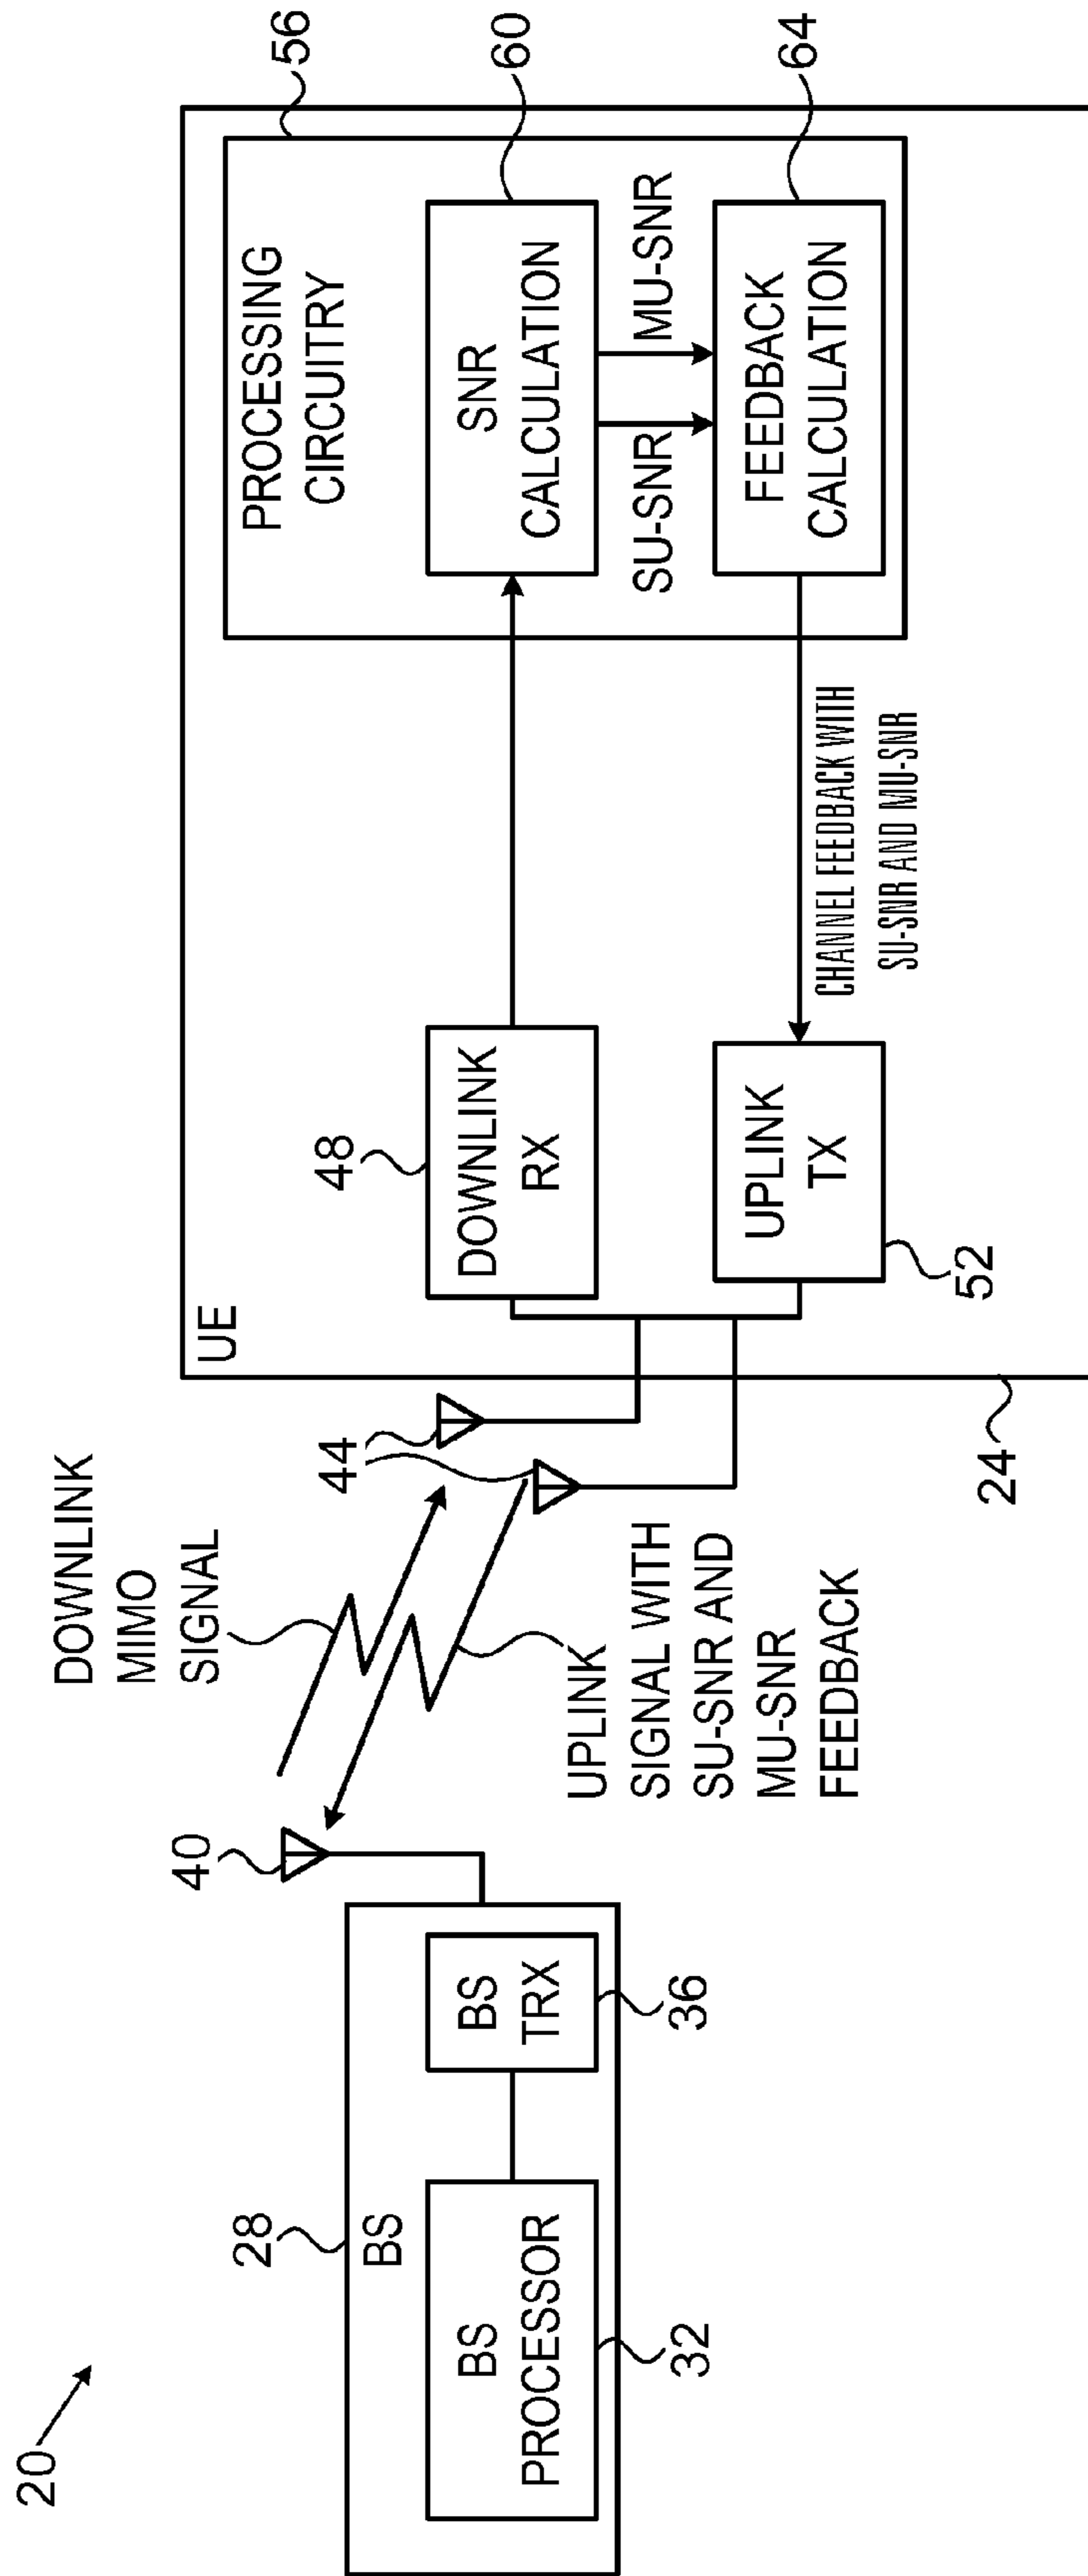 20
28
BS
BS
PROCESSOR
32
BS
TRX
36
40
DOWNLINK
MIMO
SIGNAL
UPLINK
SIGNAL WITH
SU-SNR AND
MU-SNR
FEEDBACK
44
24
UE
48
DOWNLINK
RX
UPLINK
TX
52
CHANNEL FEEDBACK WITH
SU-SNR AND MU-SNR
PROCESSING
CIRCUITRY
56
SNR
CALCULATION
60
SU-SNR
MU-SNR
FEEDBACK
CALCULATION
64